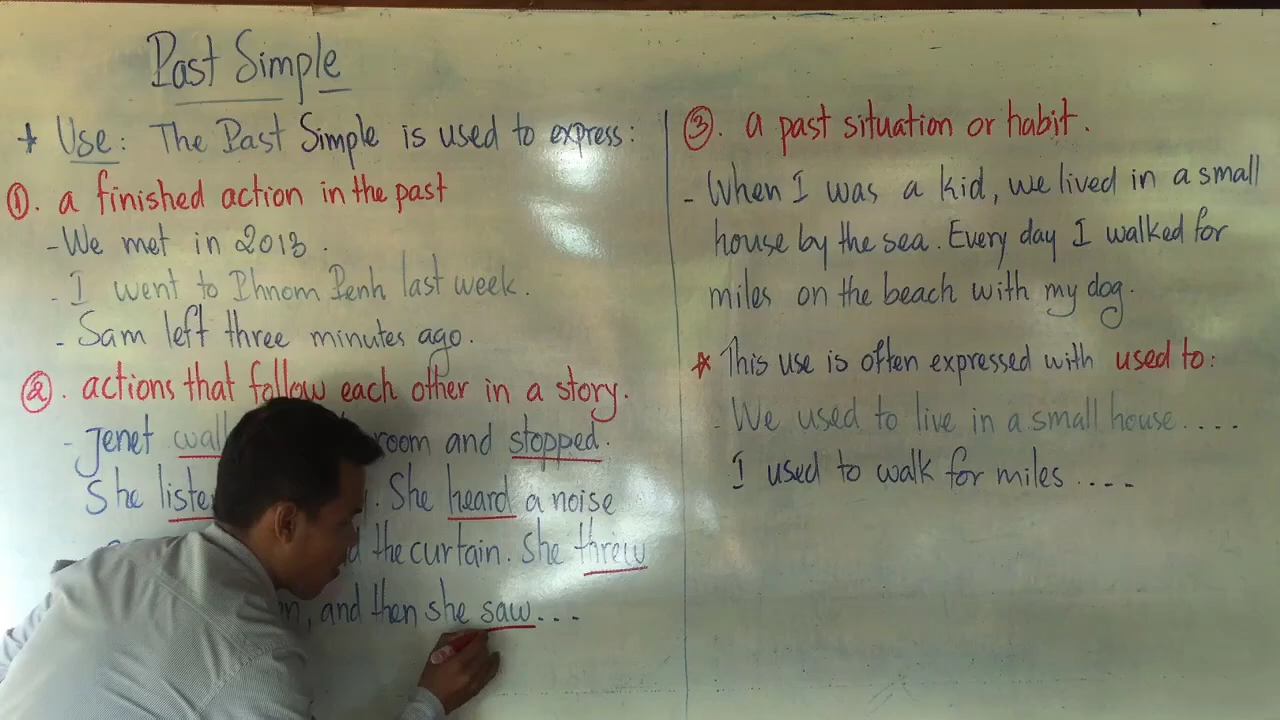 Past Simple
* Use: The Past Simple is used to express:
①. a finished action in the past
- We met in 2013.
- I went to Phnom Penh last week.
- Sam left three minutes ago.
②. actions that follow each other in a story.
- Jenet room and stopped.
She . She heard a noise
the curtain. She threw
, and then she saw...
③. a past situation or habit.
- When I was a kid, we lived in a small
house by the sea. Every day I walked for
miles on the beach with my dog.
* This use is often expressed with used to:
- We used to live in a small house....
I used to walk for miles ....